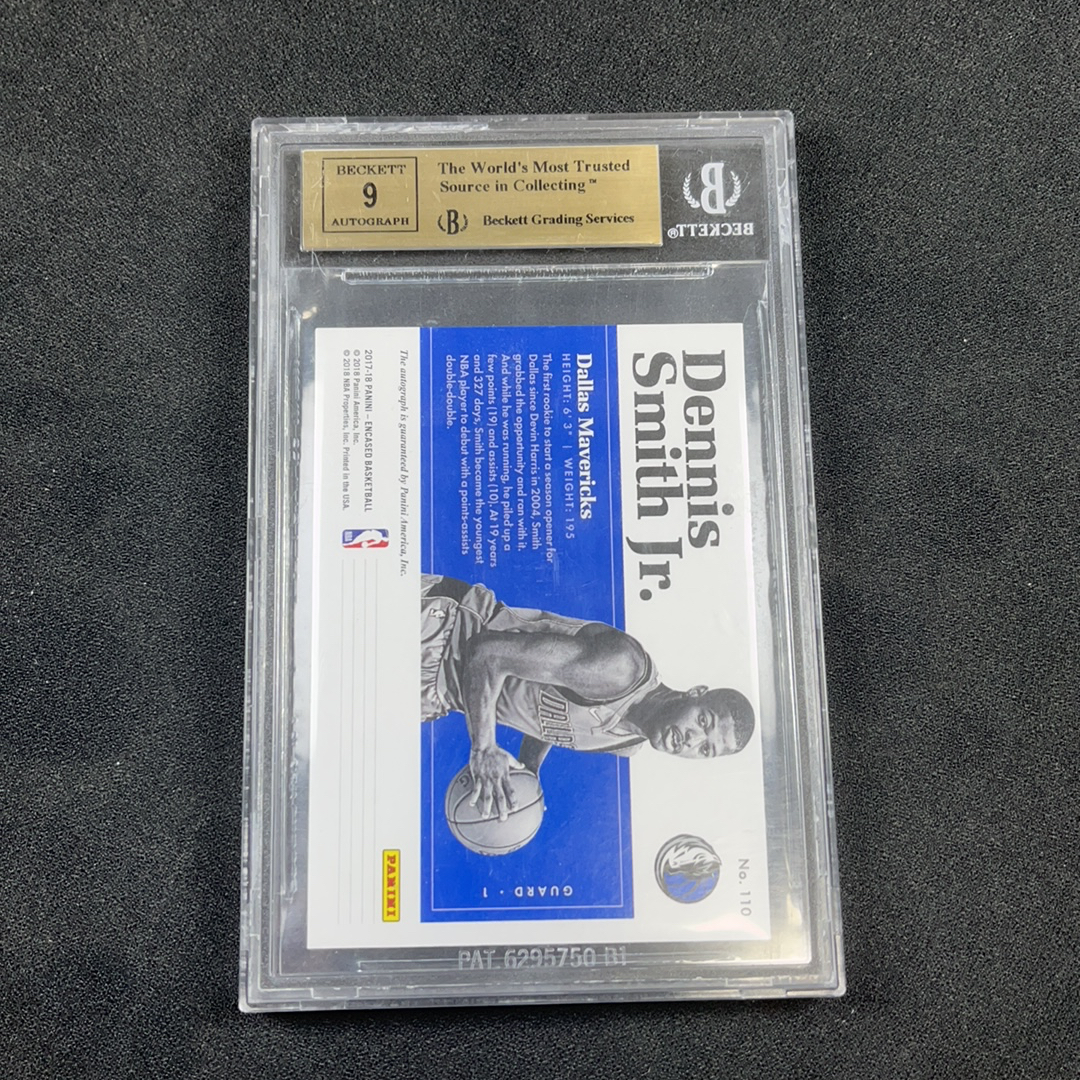 BECKETT
9
AUTOGRAPH
The World's Most Trusted
Source in Collecting™
B
Beckett Grading Services
B
BECKETT®
Dennis
Smith Jr.
No. 110
Dallas Mavericks
HEIGHT: 6' 3" | WEIGHT: 195
The first rookie to start a season opener for
Dallas since Devin Harris in 2004, Smith
grabbed the opportunity and ran with it.
And while he was running, he piled up a
few points (19) and assists (10). At 19 years
and 327 days, Smith became the youngest
NBA player to debut with a points-assists
double-double.
GUARD · 1
DALLAS
The autograph is guaranteed by Panini America, Inc.
2017-18 PANINI – ENCASED BASKETBALL
© 2018 Panini America, Inc.
© 2018 NBA Properties, Inc. Printed in the USA.
PANINI
PAT. 6295750 B1